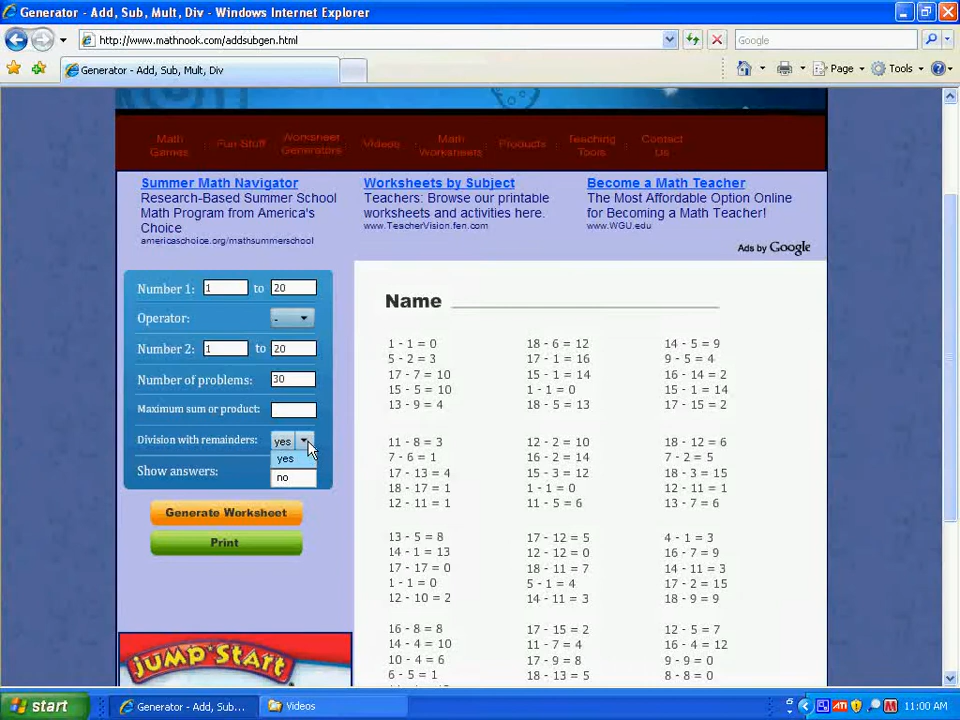 Generator - Add, Sub, Mult, Div - Windows Internet Explorer
http://www.mathnook.com/addsubgen.html
Google
Generator - Add, Sub, Mult, Div
Page
Tools
Math Games
Fun Stuff
Worksheet Generators
Videos
Math Worksheets
Products
Teaching Tools
Contact Us
Summer Math Navigator
Research-Based Summer School
Math Program from America's
Choice
americaschoice.org/mathsummerschool
Worksheets by Subject
Teachers: Browse our printable
worksheets and activities here.
www.TeacherVision.fen.com
Become a Math Teacher
The Most Affordable Option Online
for Becoming a Math Teacher!
www.WGU.edu
Ads by Google
Number 1: 1 to 20
Operator: -
Number 2: 1 to 20
Number of problems: 30
Maximum sum or product:
Division with remainders: yes
yes
no
Show answers:
Generate Worksheet
Print
JUMPSTART
Name
1 - 1 = 0 18 - 6 = 12 14 - 5 = 9
5 - 2 = 3 17 - 1 = 16 9 - 5 = 4
17 - 7 = 10 15 - 1 = 14 16 - 14 = 2
15 - 5 = 10 1 - 1 = 0 15 - 1 = 14
13 - 9 = 4 18 - 5 = 13 17 - 15 = 2
11 - 8 = 3 12 - 2 = 10 18 - 12 = 6
7 - 6 = 1 16 - 2 = 14 7 - 2 = 5
17 - 13 = 4 15 - 3 = 12 18 - 3 = 15
18 - 17 = 1 1 - 1 = 0 12 - 11 = 1
12 - 11 = 1 11 - 5 = 6 13 - 7 = 6
13 - 5 = 8 17 - 12 = 5 4 - 1 = 3
14 - 1 = 13 12 - 12 = 0 16 - 7 = 9
17 - 17 = 0 18 - 11 = 7 14 - 11 = 3
1 - 1 = 0 5 - 1 = 4 17 - 2 = 15
12 - 10 = 2 14 - 11 = 3 18 - 9 = 9
16 - 8 = 8 17 - 15 = 2 12 - 5 = 7
14 - 4 = 10 11 - 7 = 4 16 - 4 = 12
10 - 4 = 6 17 - 9 = 8 9 - 9 = 0
6 - 5 = 1 18 - 13 = 5 8 - 8 = 0
start
Generator - Add, Sub...
Videos
11:00 AM